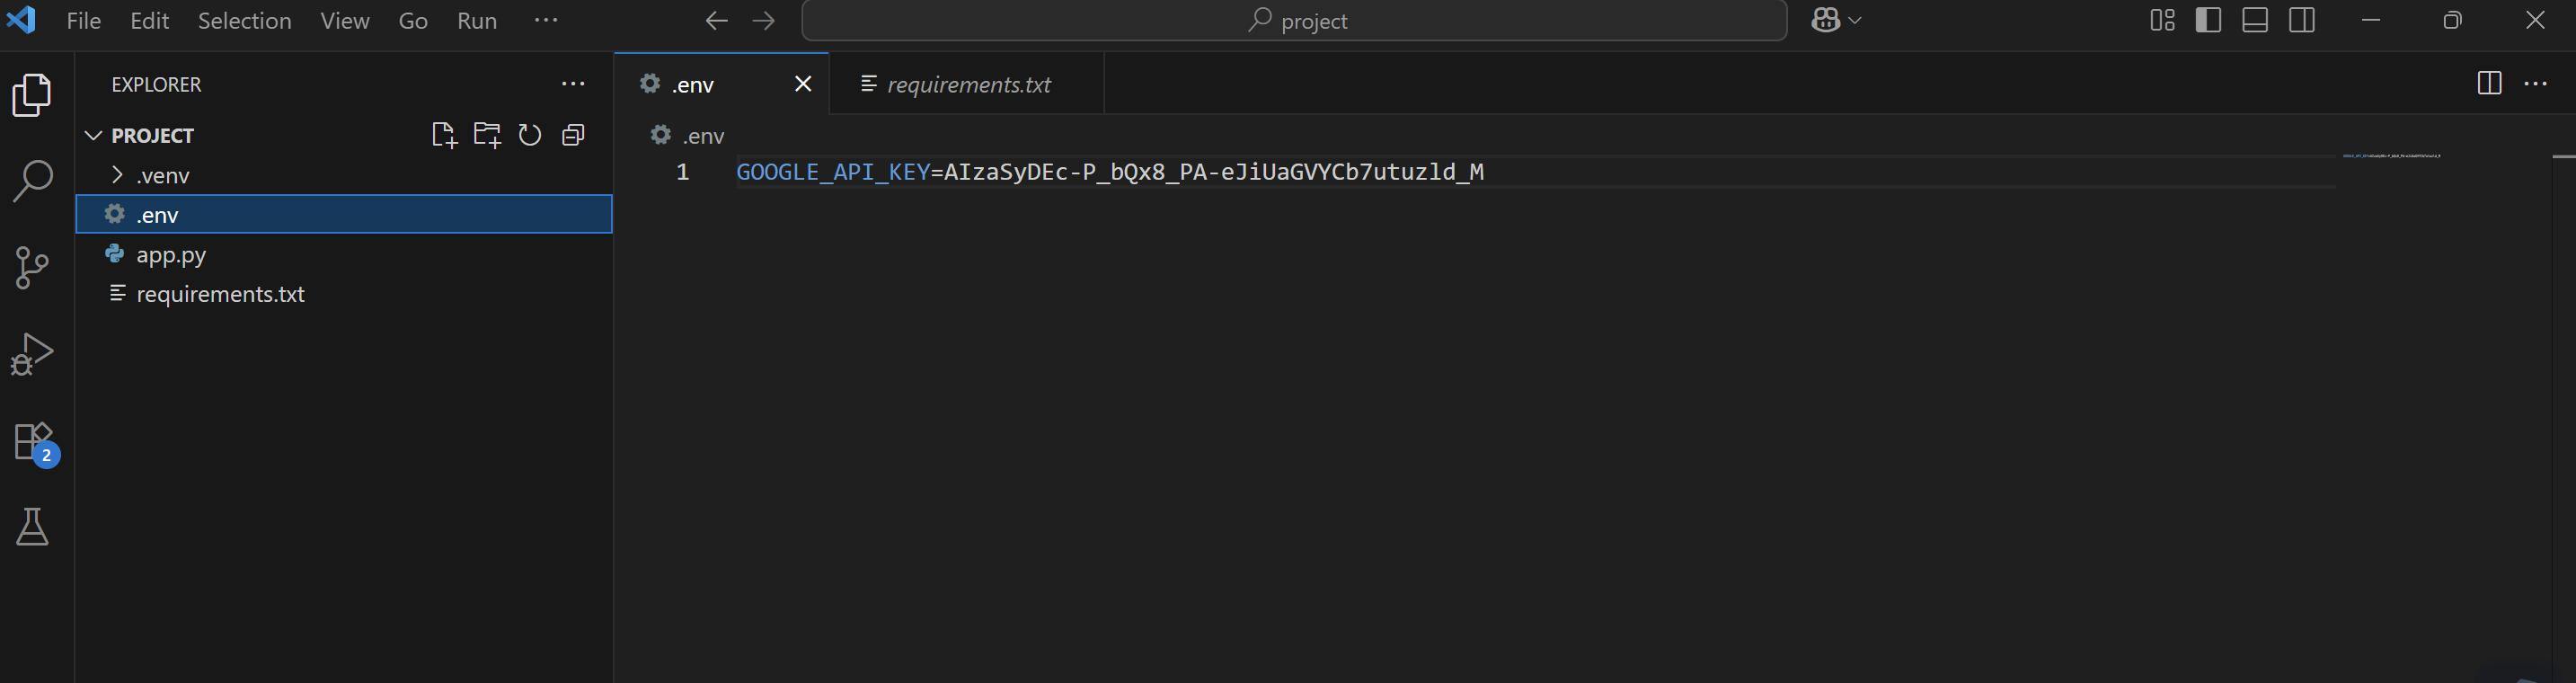 File Edit Selection View Go Run ... project
EXPLORER ...
PROJECT
.venv
.env
app.py
requirements.txt
2
.env requirements.txt ...
.env
1 GOOGLE_API_KEY=AIzaSyDEc-P_bQx8_PA-eJiUaGVYCb7utuzld_M